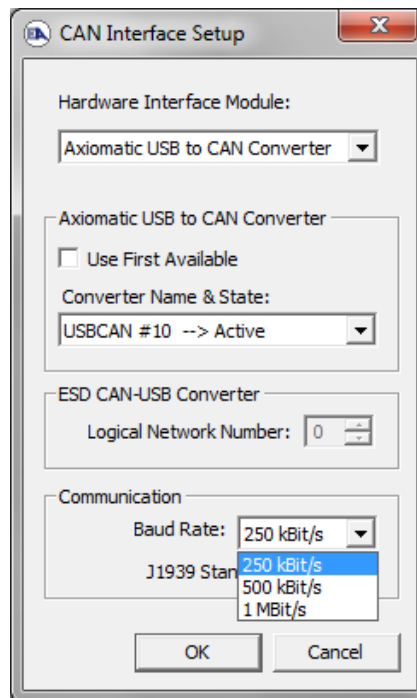 CAN Interface Setup
Hardware Interface Module:
Axiomatic USB to CAN Converter
Axiomatic USB to CAN Converter
Use First Available
Converter Name & State:
USBCAN #10 --> Active
ESD CAN-USB Converter
Logical Network Number: 0
Communication
Baud Rate: 250 kBit/s
250 kBit/s
J1939 Stan
500 kBit/s
1 MBit/s
OK Cancel